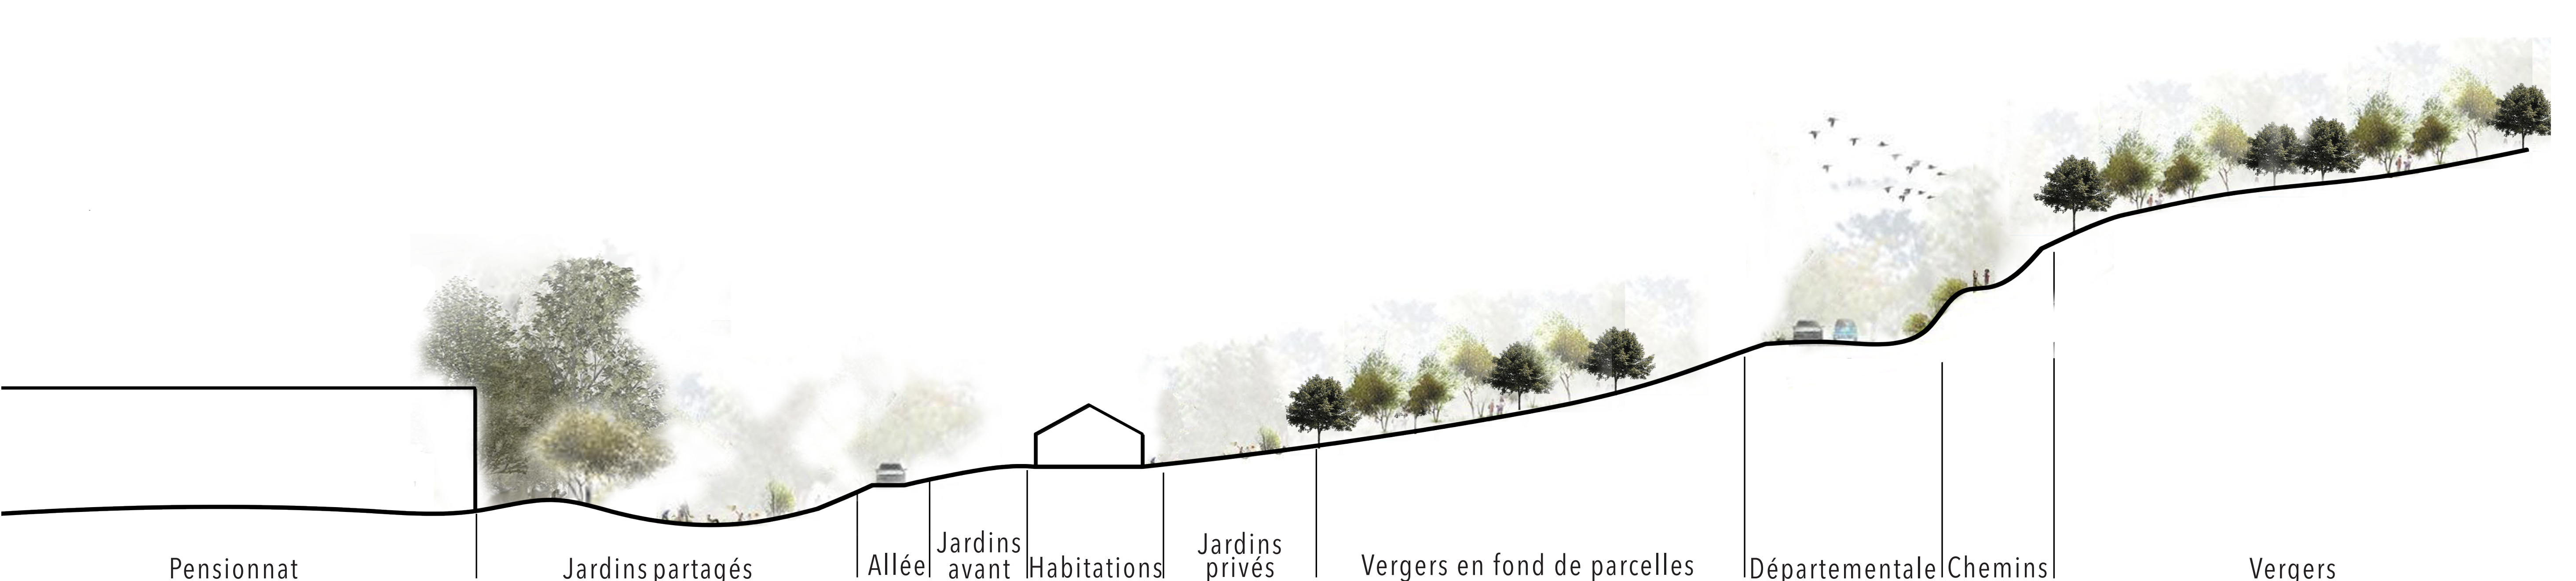 Pensionnat
Jardins partagés
Allée
Jardins
avant
Habitations
Jardins
privés
Vergers en fond de parcelles
Départementale
Chemins
Vergers